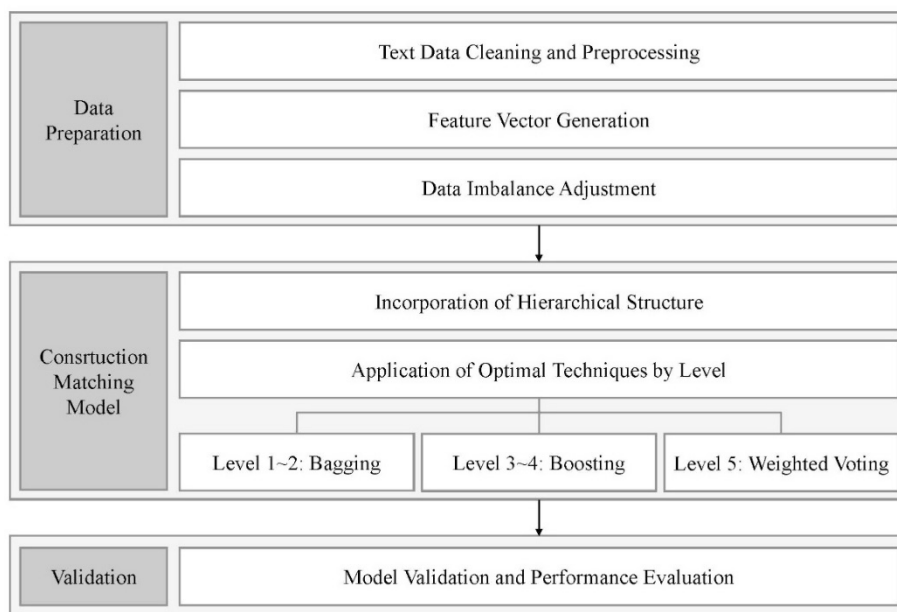 Data
Preparation
Text Data Cleaning and Preprocessing
Feature Vector Generation
Data Imbalance Adjustment
Consrtuction
Matching
Model
Incorporation of Hierarchical Structure
Application of Optimal Techniques by Level
Level 1~2: Bagging
Level 3~4: Boosting
Level 5: Weighted Voting
Validation
Model Validation and Performance Evaluation